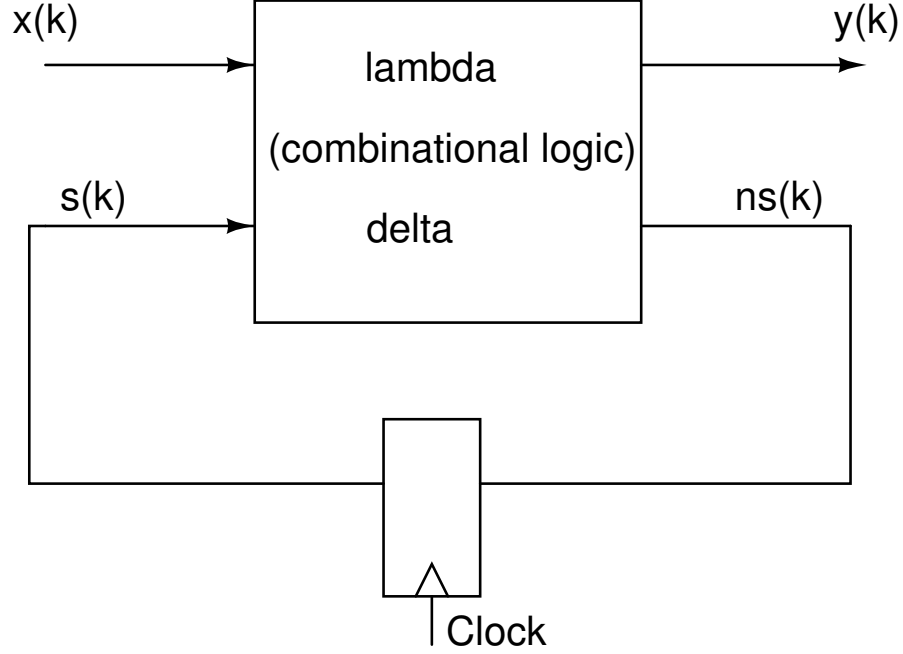 x(k)
y(k)
lambda
(combinational logic)
s(k)
ns(k)
delta
Clock